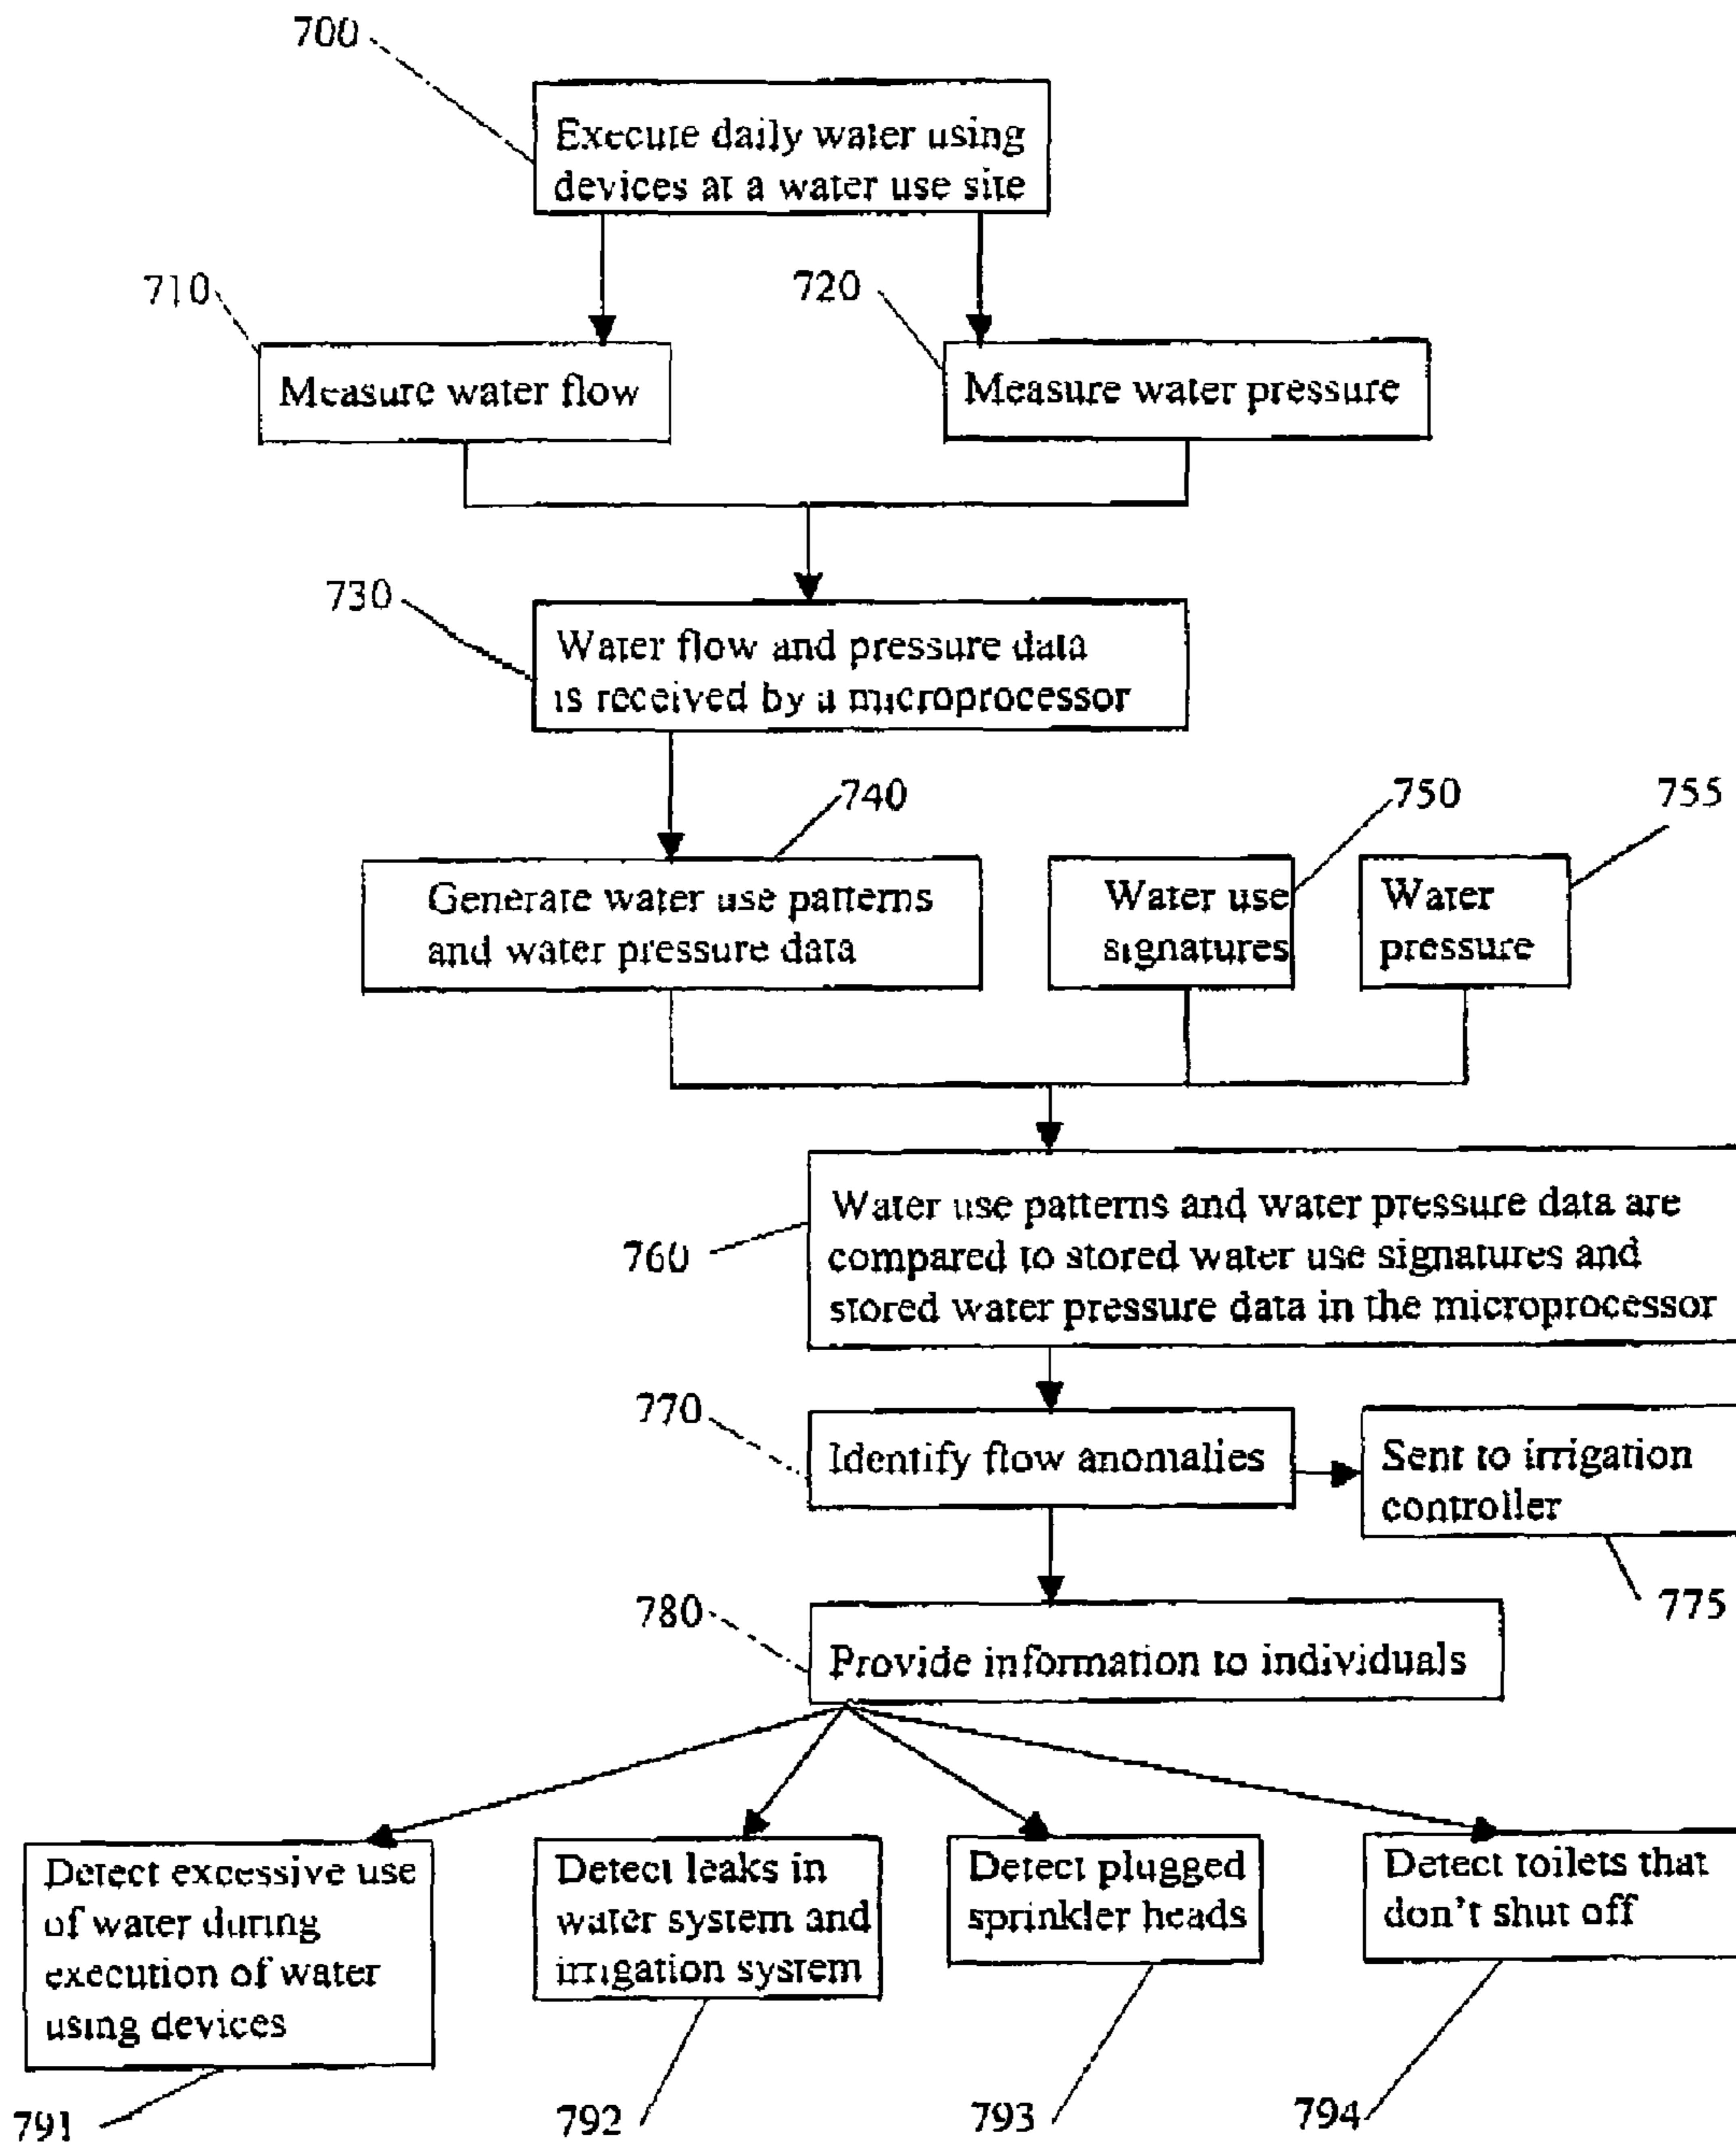 700
Execute daily water using
devices at a water use site
710
720
Measure water flow
Measure water pressure
730
Water flow and pressure data
is received by a microprocessor
740
750
755
Generate water use patterns
and water pressure data
Water use
signatures
Water
pressure
760
Water use patterns and water pressure data are
compared to stored water use signatures and
stored water pressure data in the microprocessor
770
Identify flow anomalies
Sent to irrigation
controller
775
780
Provide information to individuals
Detect excessive use
of water during
execution of water
using devices
Detect leaks in
water system and
irrigation system
Detect plugged
sprinkler heads
Detect toilets that
don't shut off
791
792
793
794